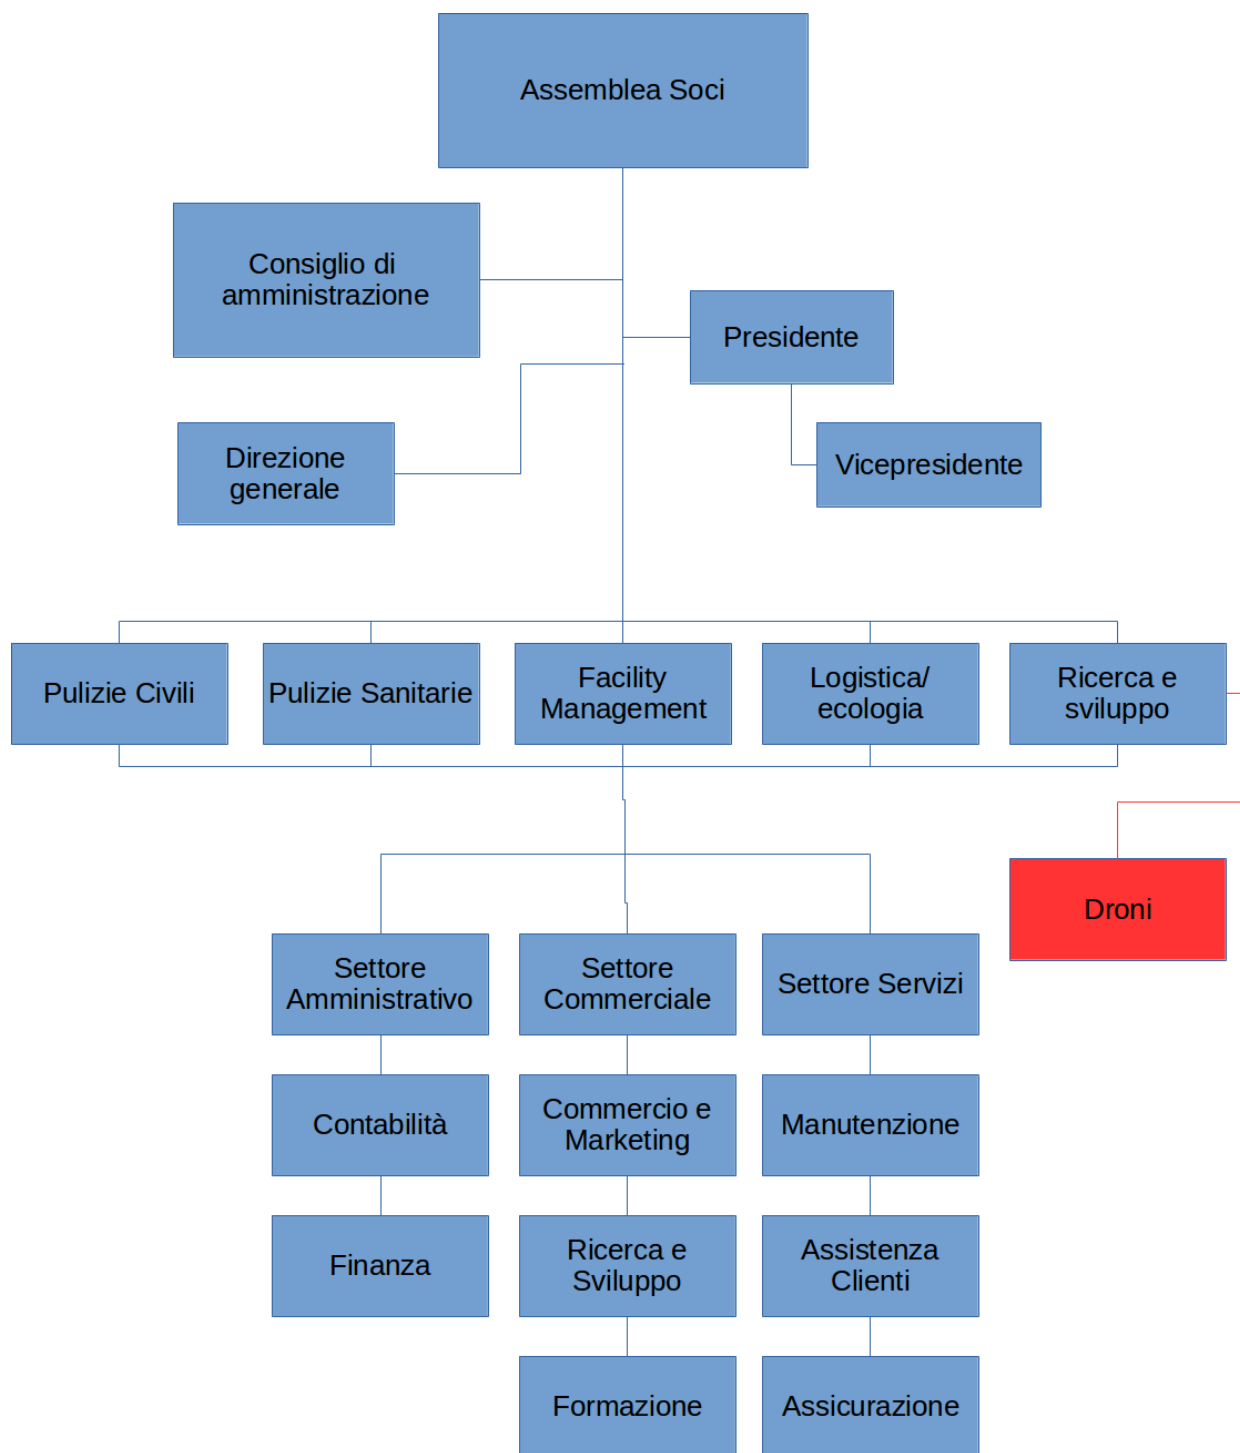 Assemblea Soci
Consiglio di
amministrazione
Presidente
Direzione
generale
Vicepresidente
Pulizie Civili
Pulizie Sanitarie
Facility
Management
Logistica/
ecologia
Ricerca e
sviluppo
Droni
Settore
Amministrativo
Settore
Commerciale
Settore Servizi
Contabilità
Commercio e
Marketing
Manutenzione
Finanza
Ricerca e
Sviluppo
Assistenza
Clienti
Formazione
Assicurazione